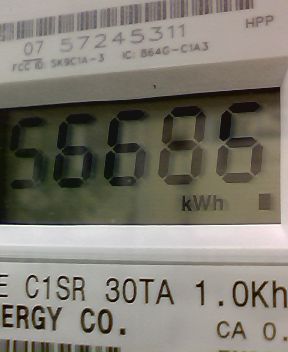 HPP
07 57245311
FCC ID: SK9C1A-3 IC: 864G-C1A3
56686
kWh
E C1SR 30TA 1.0Kh
ERGY CO.
CA 0.